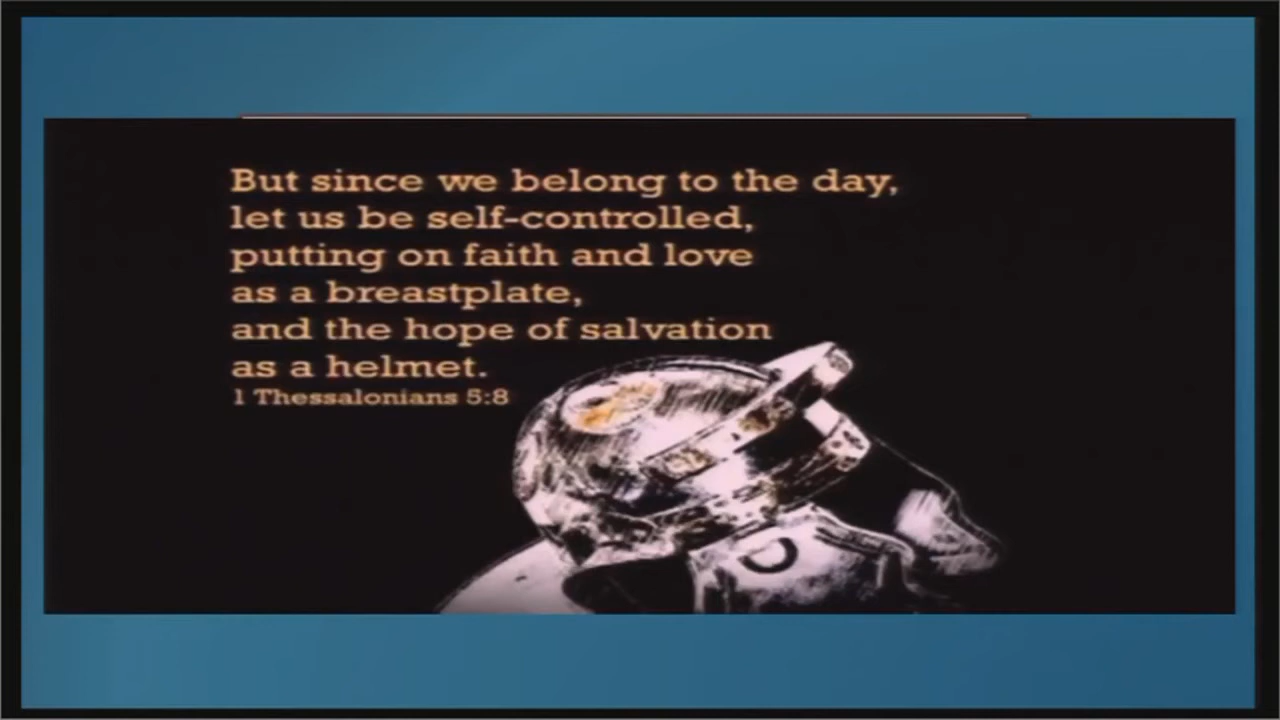 But since we belong to the day,
let us be self-controlled,
putting on faith and love
as a breastplate,
and the hope of salvation
as a helmet.
1 Thessalonians 5:8